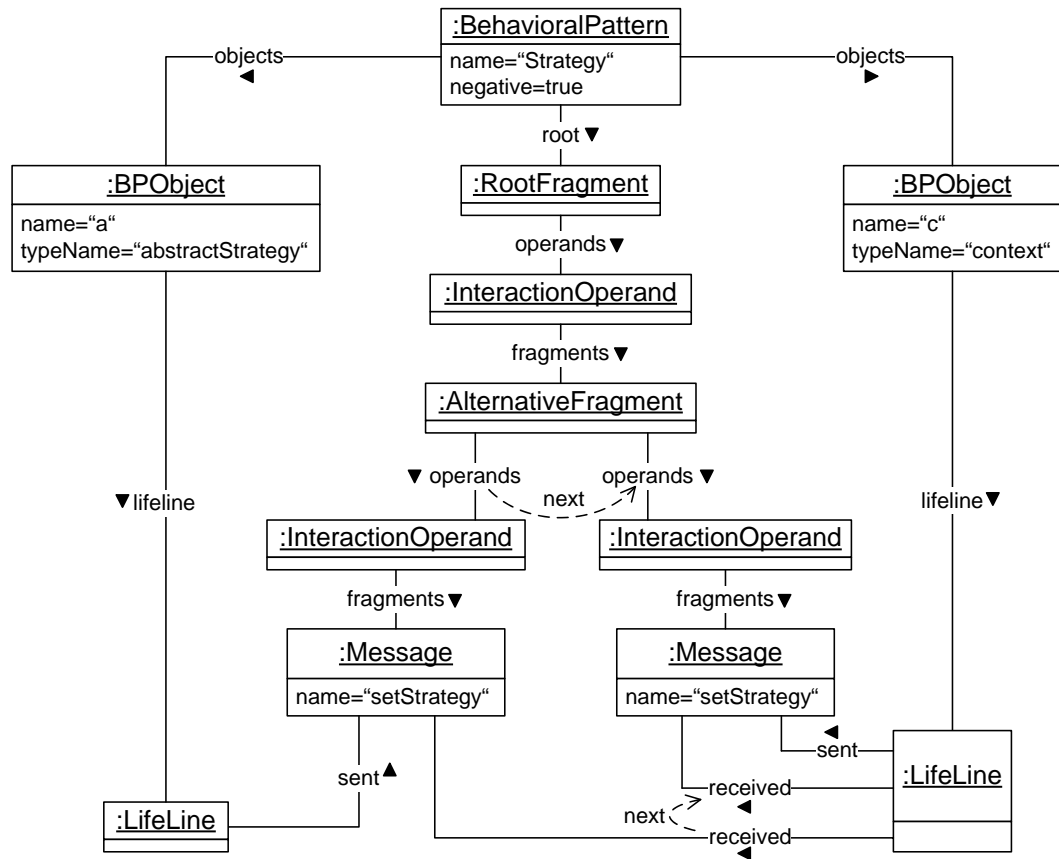 :BehavioralPattern
name=“Strategy“
negative=true
objects
objects
root
:BPObject
name=“a“
typeName=“abstractStrategy“
:RootFragment
:BPObject
name=“c“
typeName=“context“
operands
:InteractionOperand
fragments
:AlternativeFragment
operands
operands
next
lifeline
lifeline
:InteractionOperand
:InteractionOperand
fragments
fragments
:Message
name=“setStrategy“
:Message
name=“setStrategy“
sent
sent
:LifeLine
received
next
received
:LifeLine